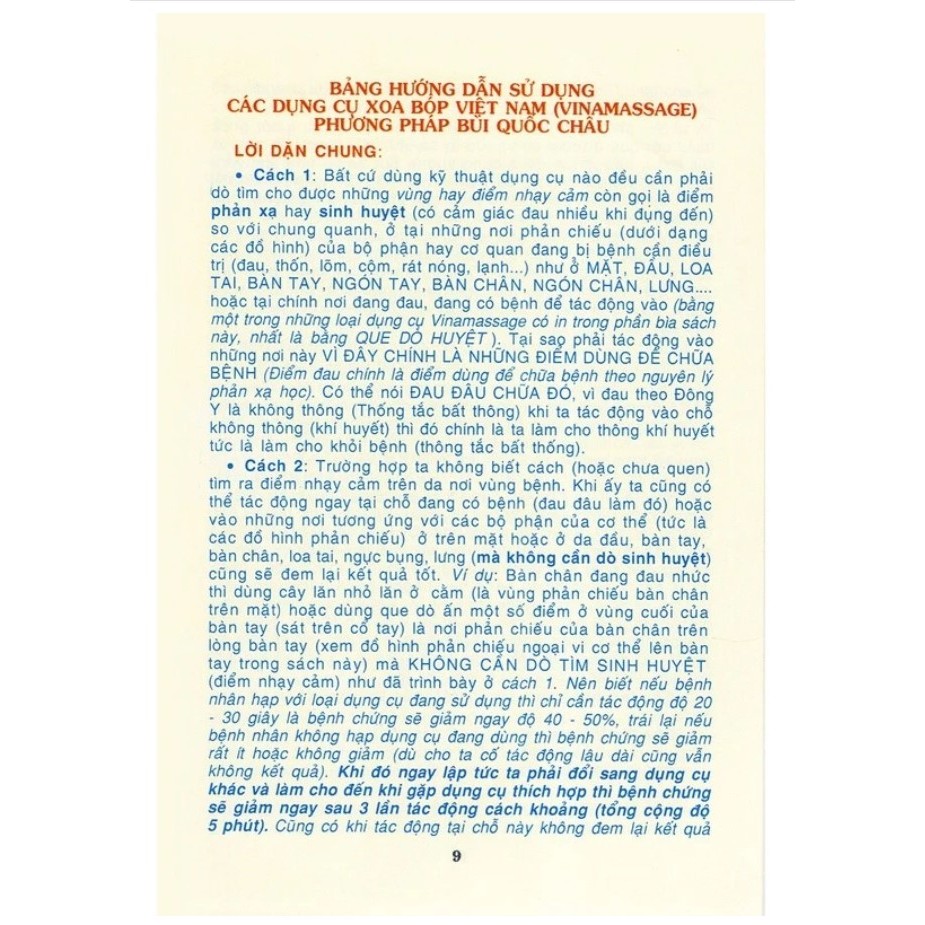 BẢNG HƯỚNG DẪN SỬ DỤNG
CÁC DỤNG CỤ XOA BÓP VIỆT NAM (VINAMASSAGE)
PHƯƠNG PHÁP BÙI QUỐC CHÂU
LỜI DẶN CHUNG:
• Cách 1: Bất cứ dùng kỹ thuật dụng cụ nào đều cần phải
dò tìm cho được những vùng hay điểm nhạy cảm còn gọi là điểm
phản xạ hay sinh huyệt (có cảm giác đau nhiều khi đụng đến)
so với chung quanh, ở tại những nơi phản chiếu (dưới dạng
các đồ hình) của bộ phận hay cơ quan đang bị bệnh cần điều
trị (đau, thốn, lõm, cộm, rát nóng, lạnh...) như ở MẶT, ĐẦU, LOA
TAI, BÀN TAY, NGÓN TAY, BÀN CHÂN, NGÓN CHÂN, LƯNG....
hoặc tại chính nơi đang đau, đang có bệnh để tác động vào (bằng
một trong những loại dụng cụ Vinamassage có in trong phần bìa sách
này, nhất là bằng QUE DÒ HUYỆT). Tại sao phải tác động vào
những nơi này VÌ ĐÂY CHÍNH LÀ NHỮNG ĐIỂM DÙNG ĐỂ CHỮA
BỆNH (Điểm đau chính là điểm dùng để chữa bệnh theo nguyên lý
phản xạ học). Có thể nói ĐAU ĐÂU CHỮA ĐÓ, vì đau theo Đông
Y là không thông (Thống tắc bất thông) khi ta tác động vào chỗ
không thông (khí huyết) thì đó chính là ta làm cho thông khí huyết
tức là làm cho khỏi bệnh (thông tắc bất thống).
• Cách 2: Trường hợp ta không biết cách (hoặc chưa quen)
tìm ra điểm nhạy cảm trên da nơi vùng bệnh. Khi ấy ta cũng có
thể tác động ngay tại chỗ đang có bệnh (đau đâu làm đó) hoặc
vào những nơi tương ứng với các bộ phận của cơ thể (tức là
các đồ hình phản chiếu) ở trên mặt hoặc ở da đầu, bàn tay,
bàn chân, loa tai, ngực bụng, lưng (mà không cần dò sinh huyệt)
cũng sẽ đem lại kết quả tốt. Ví dụ: Bàn chân đang đau nhức
thì dùng cây lăn nhỏ lăn ở cằm (là vùng phản chiếu bàn chân
trên mặt) hoặc dùng que dò ấn một số điểm ở vùng cuối của
bàn tay (sát trên cổ tay) là nơi phản chiếu của bàn chân trên
lòng bàn tay (xem đồ hình phản chiếu ngoại vi cơ thể lên bàn
tay trong sách này) mà KHÔNG CẦN DÒ TÌM SINH HUYỆT
(điểm nhạy cảm) như đã trình bày ở cách 1. Nên biết nếu bệnh
nhân hạp với loại dụng cụ đang sử dụng thì chỉ cần tác động độ 20
- 30 giây là bệnh chứng sẽ giảm ngay độ 40 - 50%, trái lại nếu
bệnh nhân không hạp dụng cụ đang dùng thì bệnh chứng sẽ giảm
rất ít hoặc không giảm (dù cho ta cố tác động lâu dài cũng vẫn
không kết quả). Khi đó ngay lập tức ta phải đổi sang dụng cụ
khác và làm cho đến khi gặp dụng cụ thích hợp thì bệnh chứng
sẽ giảm ngay sau 3 lần tác động cách khoảng (tổng cộng độ
5 phút). Cũng có khi tác động tại chỗ này không đem lại kết quả
9